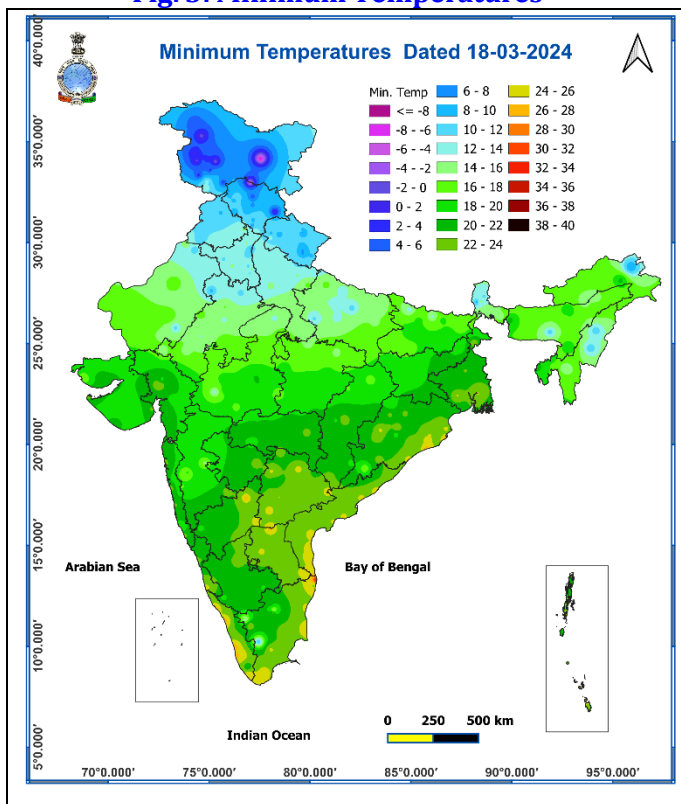 Fig. 37: Minimum Temperatures
Minimum Temperatures Dated 18-03-2024
Min. Temp
<= -8
-8 - -6
-6 - -4
-4 - -2
-2 - 0
0 - 2
2 - 4
4 - 6
6 - 8
8 - 10
10 - 12
12 - 14
14 - 16
16 - 18
18 - 20
20 - 22
22 - 24
24 - 26
26 - 28
28 - 30
30 - 32
32 - 34
34 - 36
36 - 38
38 - 40
40°0.000'
35°0.000'
30°0.000'
25°0.000'
20°0.000'
15°0.000'
10°0.000'
5°0.000'
Arabian Sea
Bay of Bengal
Indian Ocean
0 250 500 km
70°0.000' 75°0.000' 80°0.000' 85°0.000' 90°0.000' 95°0.000'